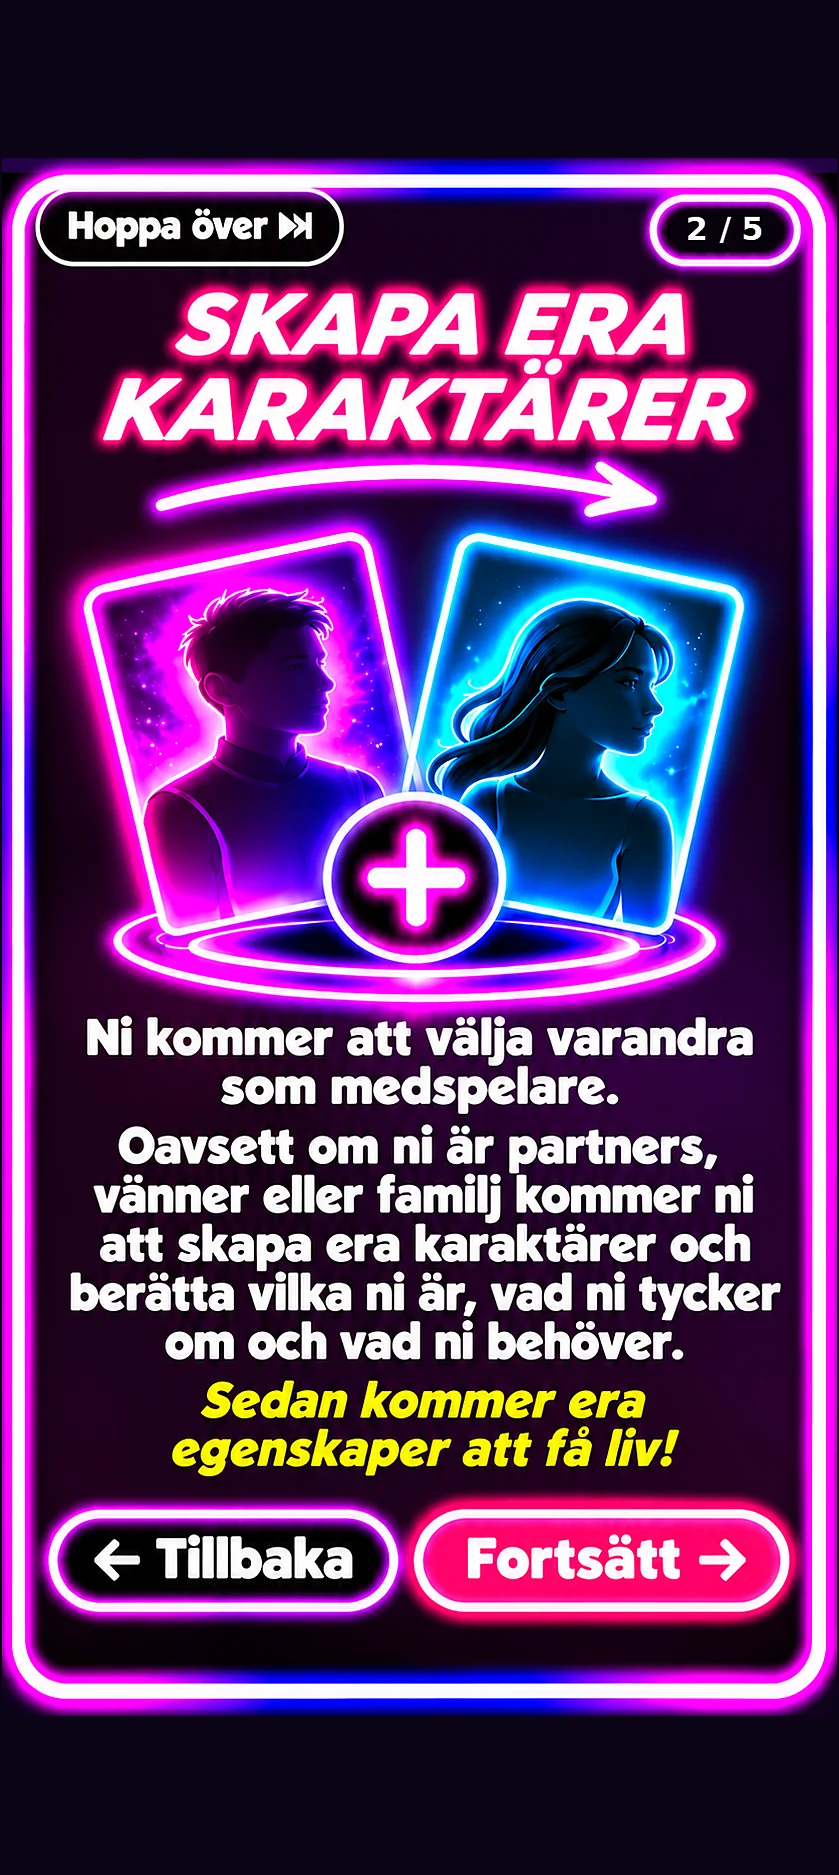 Hoppa över
2 / 5
SKAPA ERA
KARAKTÄRER
Ni kommer att välja varandra
som medspelare.
Oavsett om ni är partners,
vänner eller familj kommer ni
att skapa era karaktärer och
berätta vilka ni är, vad ni tycker
om och vad ni behöver.
Sedan kommer era
egenskaper att få liv!
← Tillbaka
Fortsätt →